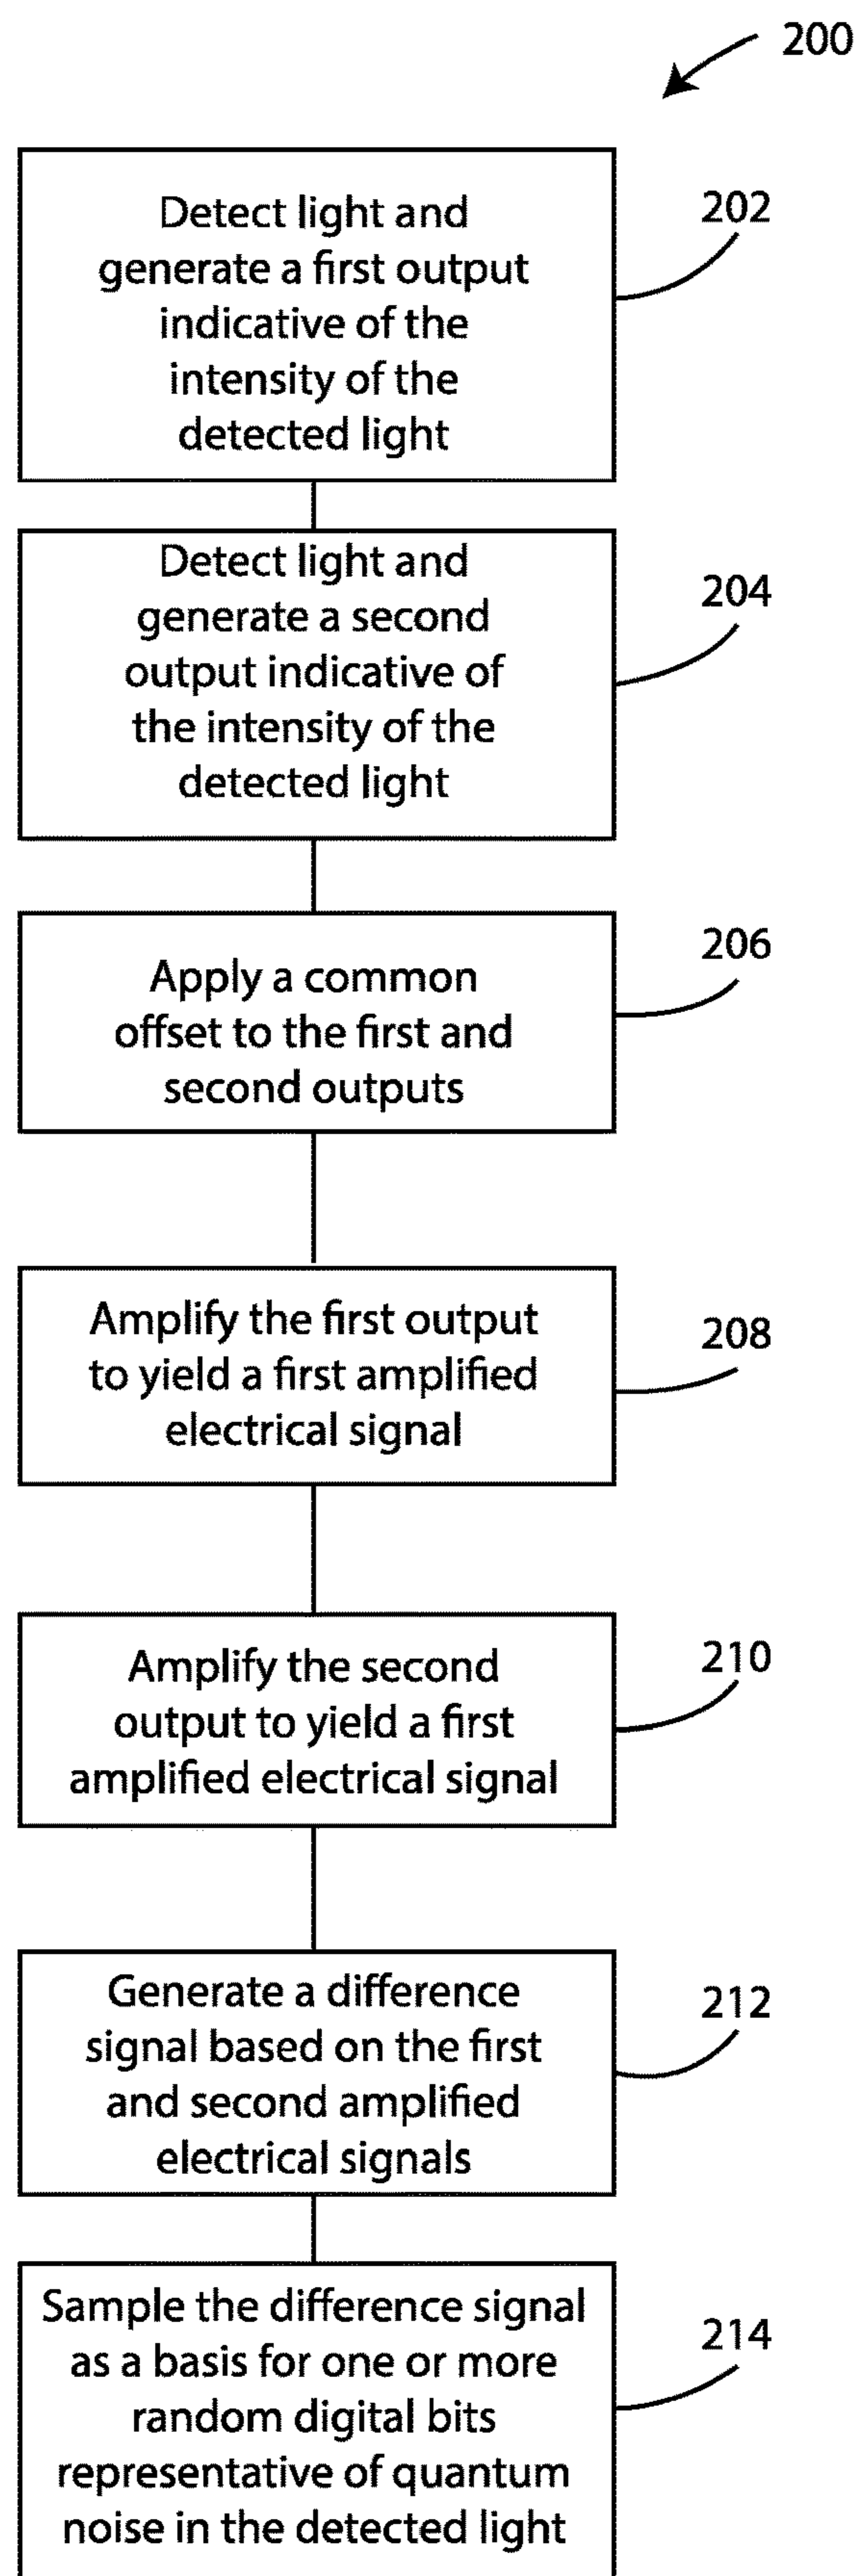 200
Detect light and
generate a first output
indicative of the
intensity of the
detected light
202
Detect light and
generate a second
output indicative of
the intensity of the
detected light
204
Apply a common
offset to the first and
second outputs
206
Amplify the first output
to yield a first amplified
electrical signal
208
Amplify the second
output to yield a first
amplified electrical signal
210
Generate a difference
signal based on the first
and second amplified
electrical signals
212
Sample the difference signal
as a basis for one or more
random digital bits
representative of quantum
noise in the detected light
214